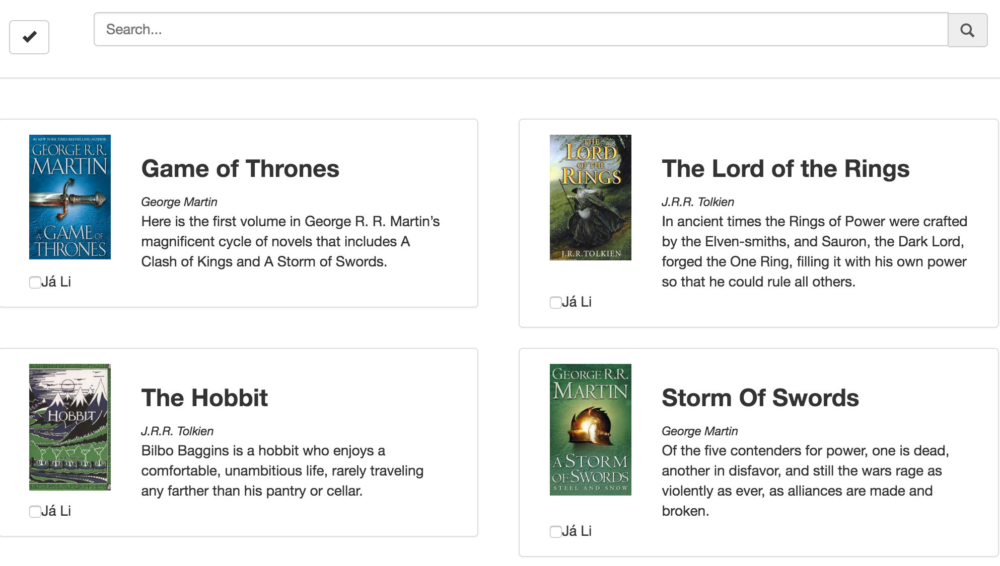 Search...
#1 NEW YORK TIMES BESTSELLING AUTHOR
GEORGE R.R.
MARTIN
A GAME OF
THRONES
Game of Thrones
George Martin
Here is the first volume in George R. R. Martin’s
magnificent cycle of novels that includes A
Clash of Kings and A Storm of Swords.
Já Li
THE
LORD
OF THE
RINGS
J.R.R.TOLKIEN
The Lord of the Rings
J.R.R. Tolkien
In ancient times the Rings of Power were crafted
by the Elven-smiths, and Sauron, the Dark Lord,
forged the One Ring, filling it with his own power
so that he could rule all others.
Já Li
THE
HOBBIT
The Hobbit
J.R.R. Tolkien
Bilbo Baggins is a hobbit who enjoys a
comfortable, unambitious life, rarely traveling
any farther than his pantry or cellar.
Já Li
GEORGE R.R.
MARTIN
A STORM
OF SWORDS
STEEL AND SNOW
Storm Of Swords
George Martin
Of the five contenders for power, one is dead,
another in disfavor, and still the wars rage as
violently as ever, as alliances are made and
broken.
Já Li